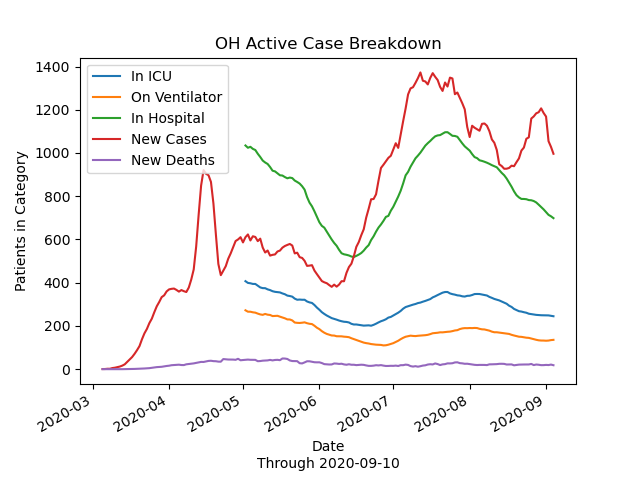 OH Active Case Breakdown
Patients in Category
1400
1200
1000
800
600
400
200
0
In ICU
On Ventilator
In Hospital
New Cases
New Deaths
2020-03
2020-04
2020-05
2020-06
2020-07
2020-08
2020-09
Date
Through 2020-09-10